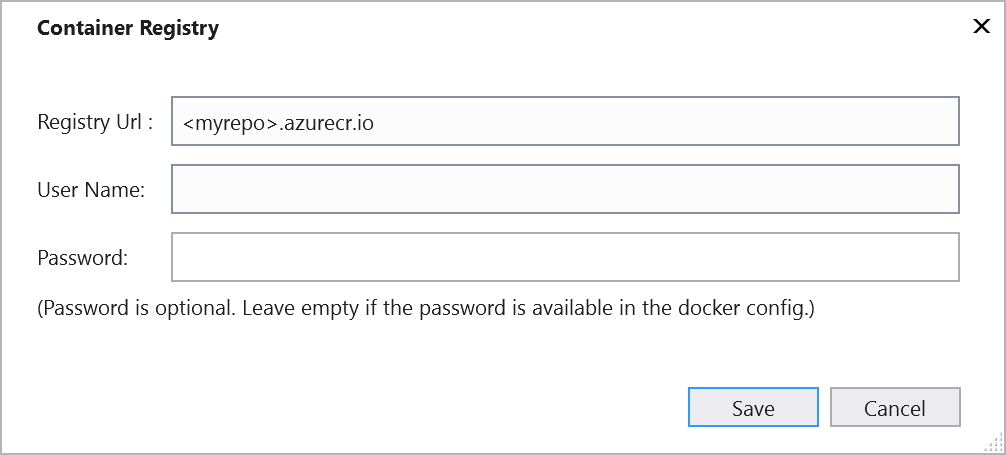 Container Registry
Registry Url :
<myrepo>.azurecr.io
User Name:
Password:
(Password is optional. Leave empty if the password is available in the docker config.)
Save
Cancel